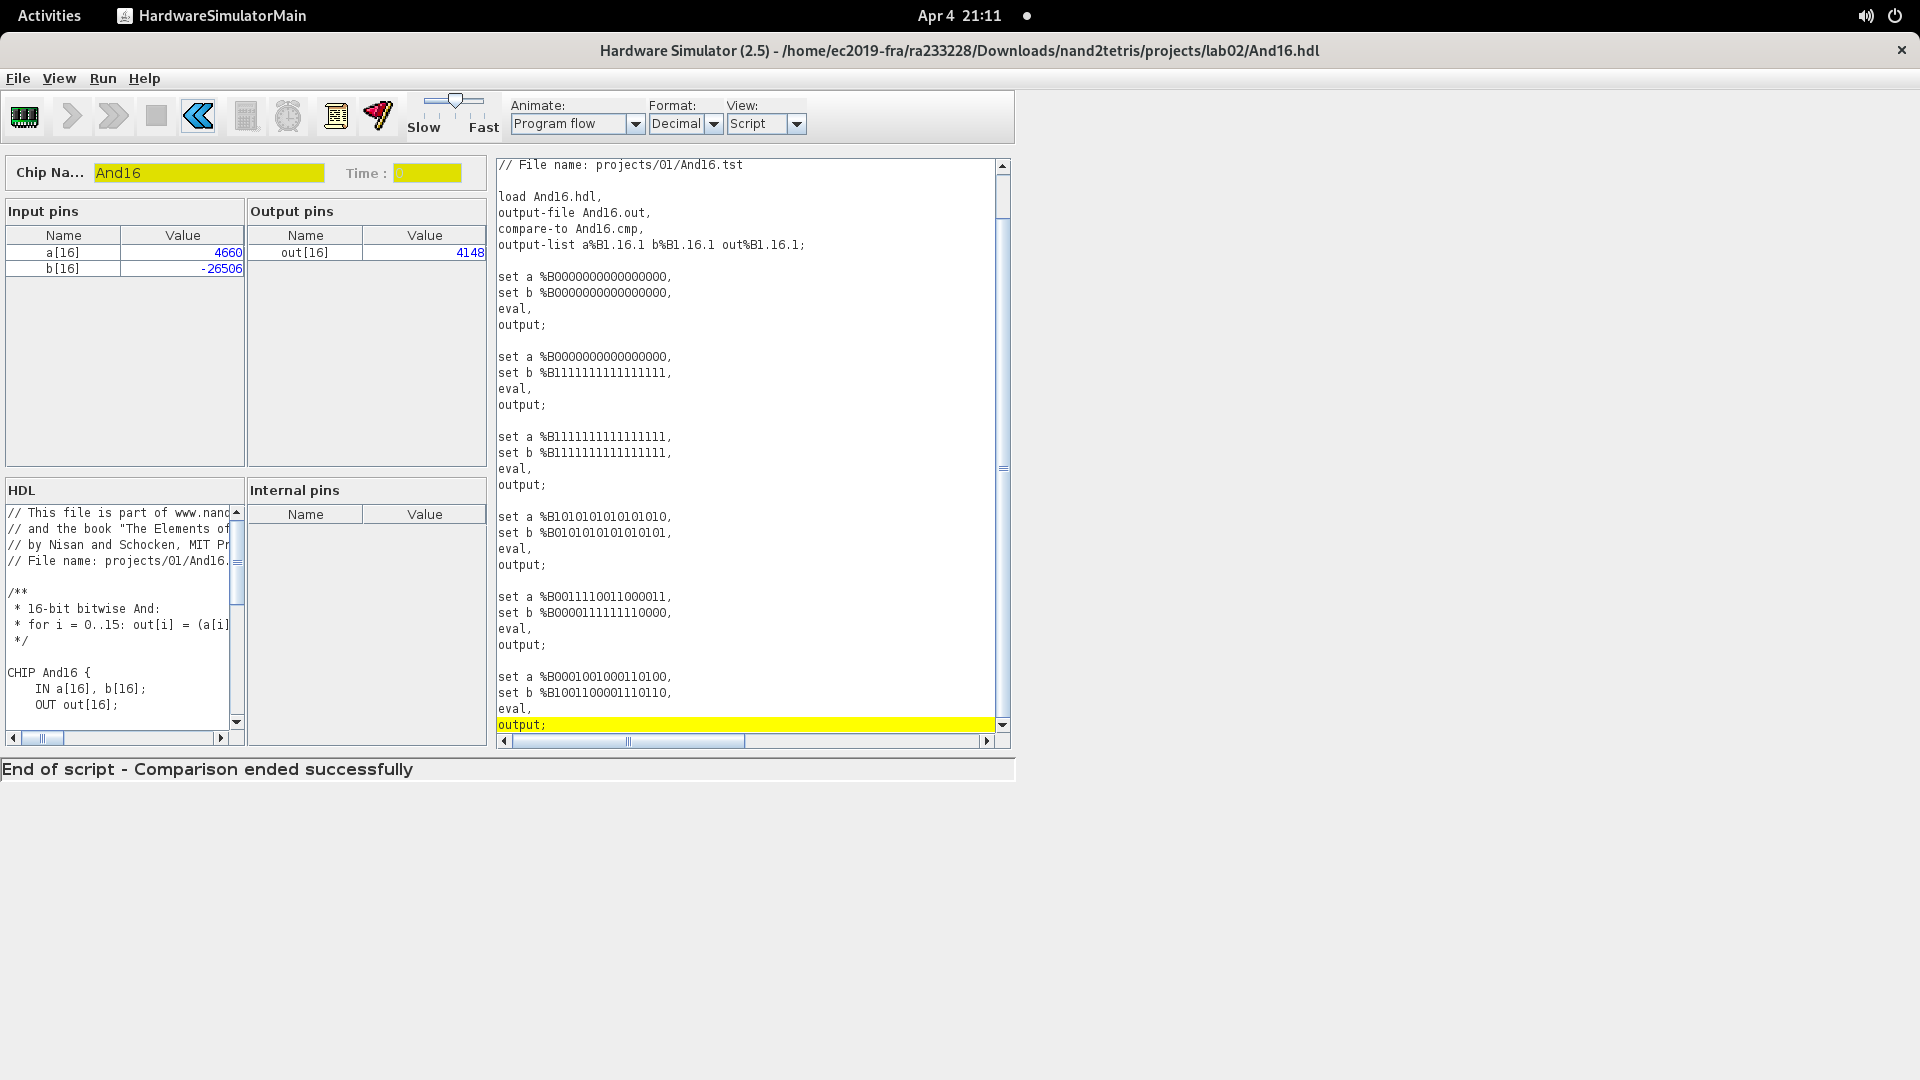 Activities
HardwareSimulatorMain
Apr 4 21:11
Hardware Simulator (2.5) - /home/ec2019-fra/ra233228/Downloads/nand2tetris/projects/lab02/And16.hdl
File View Run Help
Slow Fast
Animate:
Program flow
Format:
Decimal
View:
Script
Chip Na... And16
Time : 0
Input pins
Name Value
a[16] 4660
b[16] -26506
Output pins
Name Value
out[16] 4148
HDL
// This file is part of www.nand
// and the book "The Elements of
// by Nisan and Schocken, MIT Pr
// File name: projects/01/And16.
/**
* 16-bit bitwise And:
* for i = 0..15: out[i] = (a[i]
*/
CHIP And16 {
IN a[16], b[16];
OUT out[16];
Internal pins
Name Value
// File name: projects/01/And16.tst
load And16.hdl,
output-file And16.out,
compare-to And16.cmp,
output-list a%B1.16.1 b%B1.16.1 out%B1.16.1;
set a %B0000000000000000,
set b %B0000000000000000,
eval,
output;
set a %B0000000000000000,
set b %B1111111111111111,
eval,
output;
set a %B1111111111111111,
set b %B1111111111111111,
eval,
output;
set a %B1010101010101010,
set b %B0101010101010101,
eval,
output;
set a %B0011110011000011,
set b %B0000111111110000,
eval,
output;
set a %B0001001000110100,
set b %B1001100001110110,
eval,
output;
End of script - Comparison ended successfully